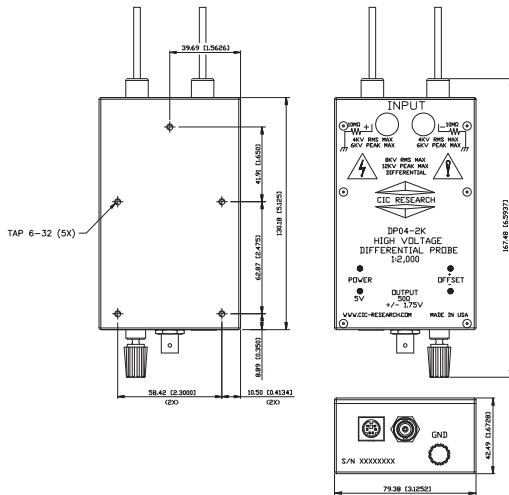 39.69 [1.5626]
41.91 [1.650]
130.18 [5.125]
TAP 6-32 (5X)
62.87 [2.475]
8.89 [0.350]
58.42 [2.3000]
(2X)
10.50 [0.4134]
(2X)
INPUT
10MΩ + - 10MΩ
4KV RMS MAX 4KV RMS MAX
6KV PEAK MAX 6KV PEAK MAX
8KV RMS MAX
12KV PEAK MAX
DIFFERENTIAL
CIC RESEARCH
DP04-2K
HIGH VOLTAGE
DIFFERENTIAL PROBE
1:2,000
POWER + OFFSET
-
5V
OUTPUT
50Ω
+/- 1.75V
WWW.CIC-RESEARCH.COM MADE IN USA
167.48 [6.5937]
GND
S/N XXXXXXXX
42.49 [1.6728]
79.38 [3.1252]